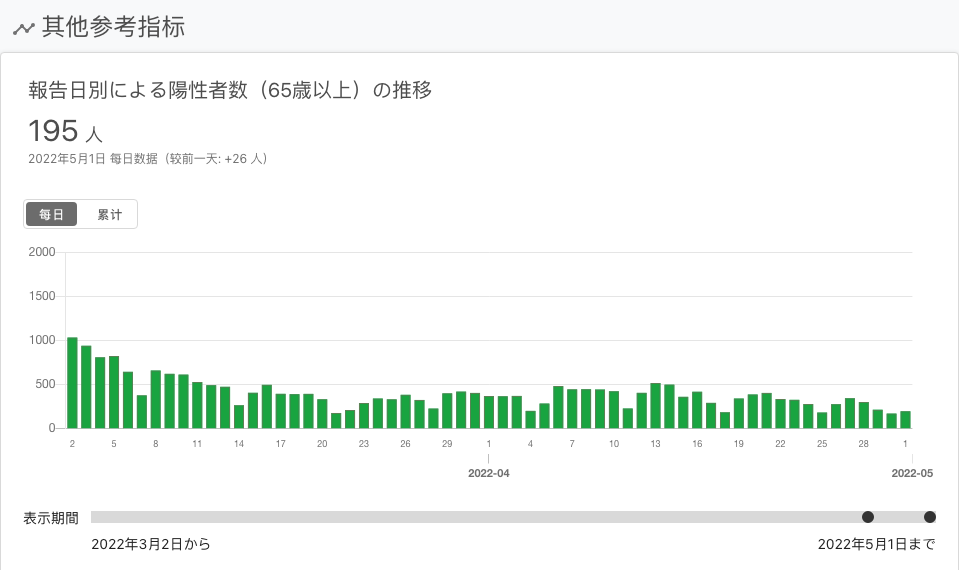 其他参考指标
報告日別による陽性者数（65歳以上）の推移
195 人
2022年5月1日 每日数据（较前一天: +26 人）
每日 累计
2000
1500
1000
500
0
2 5 8 11 14 17 20 23 26 29 1 4 7 10 13 16 19 22 25 28 1
2022-04 2022-05
表示期間
2022年3月2日から 2022年5月1日まで